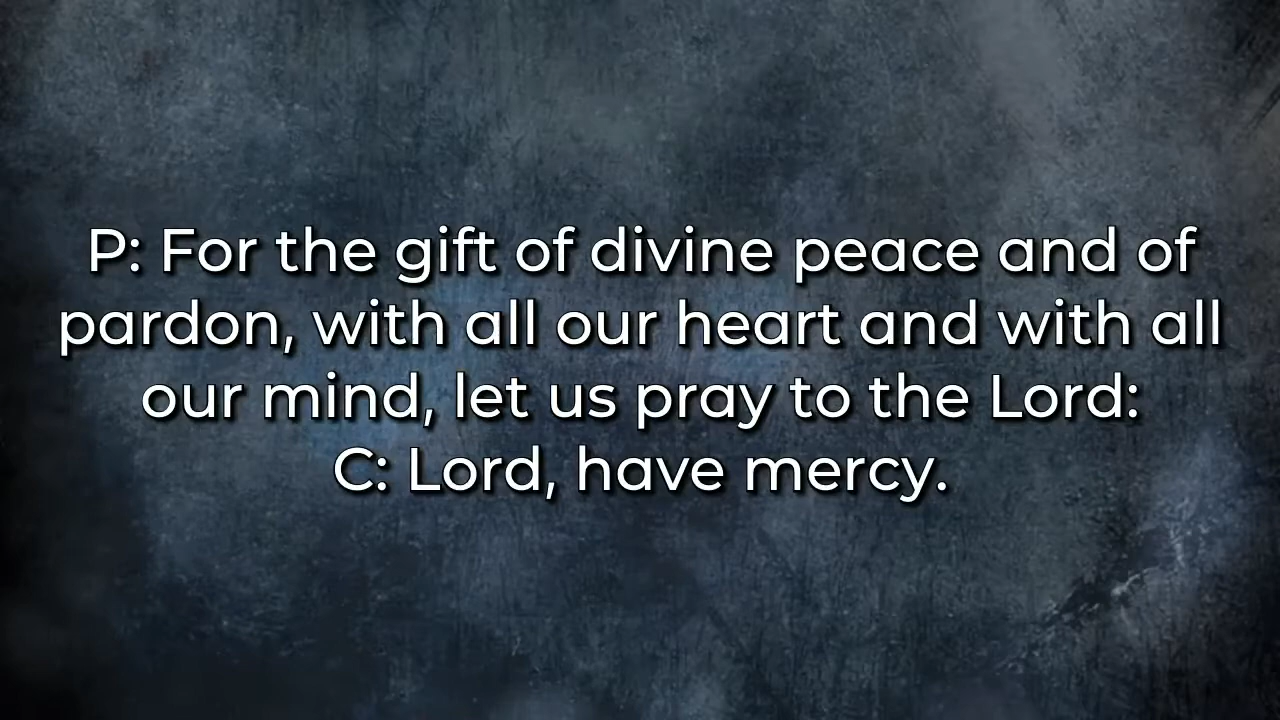 P: For the gift of divine peace and of
pardon, with all our heart and with all
our mind, let us pray to the Lord:
C: Lord, have mercy.